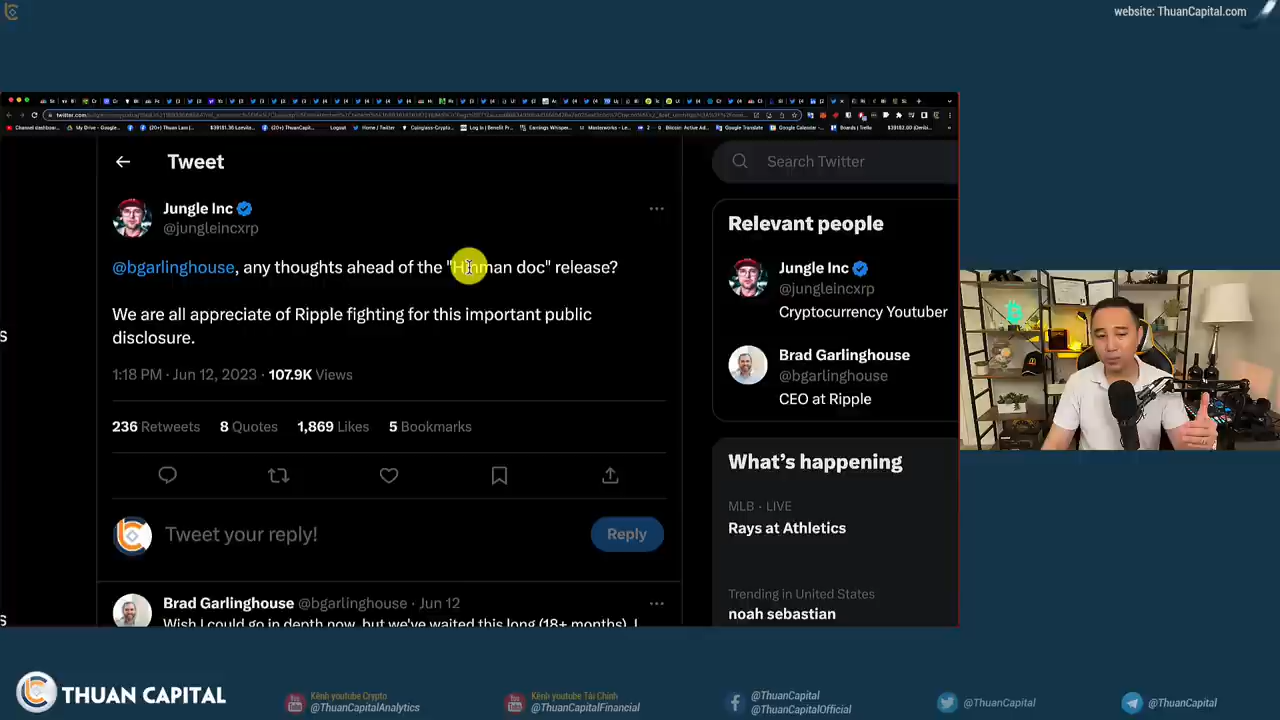 website: ThuanCapital.com
Tweet
Search Twitter
Jungle Inc
@jungleincxrp
@bgarlinghouse, any thoughts ahead of the "Hinman doc" release?
We are all appreciate of Ripple fighting for this important public
disclosure.
1:18 PM · Jun 12, 2023 · 107.9K Views
236 Retweets 8 Quotes 1,869 Likes 5 Bookmarks
Tweet your reply!
Reply
Brad Garlinghouse @bgarlinghouse · Jun 12
Wish I could go in depth now, but we've waited this long (18+ months), I
Relevant people
Jungle Inc
@jungleincxrp
Cryptocurrency Youtuber
Brad Garlinghouse
@bgarlinghouse
CEO at Ripple
What's happening
MLB · LIVE
Rays at Athletics
Trending in United States
noah sebastian
THUAN CAPITAL
Kênh youtube Crypto
@ThuanCapitalAnalytics
Kênh youtube Tài Chính
@ThuanCapitalFinancial
@ThuanCapital
@ThuanCapitalOfficial
@ThuanCapital
@ThuanCapital